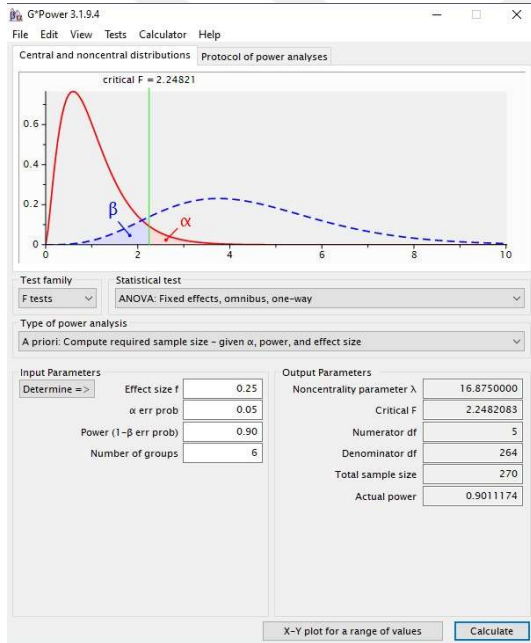 G*Power 3.1.9.4
File Edit View Tests Calculator Help
Central and noncentral distributions Protocol of power analyses
critical F = 2.24821
0.6
0.4
0.2
0
β
α
0 2 4 6 8 10
Test family Statistical test
F tests ANOVA: Fixed effects, omnibus, one-way
Type of power analysis
A priori: Compute required sample size – given α, power, and effect size
Input Parameters Output Parameters
Determine => Effect size f 0.25 Noncentrality parameter λ 16.8750000
α err prob 0.05 Critical F 2.2482083
Power (1-β err prob) 0.90 Numerator df 5
Number of groups 6 Denominator df 264
Total sample size 270
Actual power 0.9011174
X-Y plot for a range of values Calculate